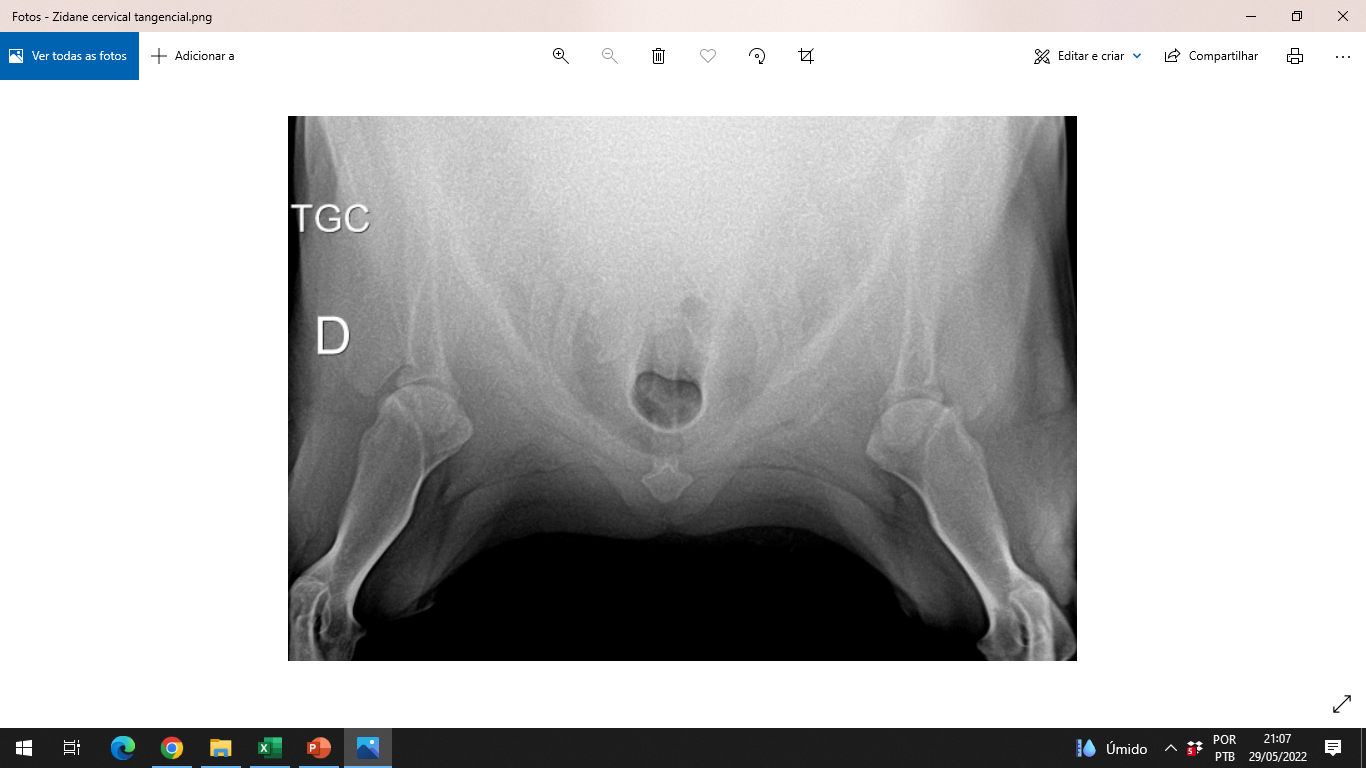 Fotos - Zidane cervical tangencial.png
Ver todas as fotos
Adicionar a
Editar e criar
Compartilhar
TGC
D
Úmido
POR
PTB
21:07
29/05/2022